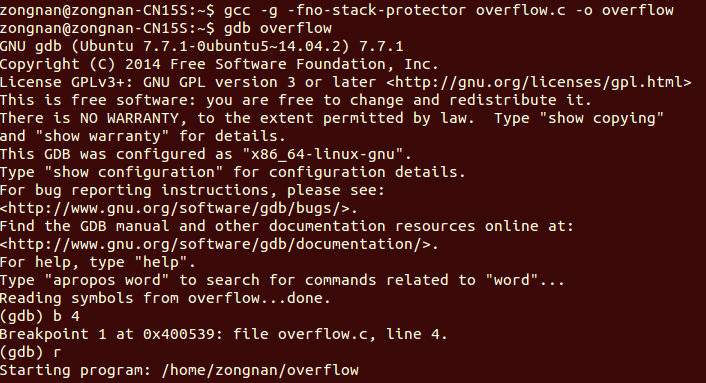 zongnan@zongnan-CN15S:~$ gcc -g -fno-stack-protector overflow.c -o overflow
zongnan@zongnan-CN15S:~$ gdb overflow
GNU gdb (Ubuntu 7.7.1-0ubuntu5~14.04.2) 7.7.1
Copyright (C) 2014 Free Software Foundation, Inc.
License GPLv3+: GNU GPL version 3 or later <http://gnu.org/licenses/gpl.html>
This is free software: you are free to change and redistribute it.
There is NO WARRANTY, to the extent permitted by law.  Type "show copying"
and "show warranty" for details.
This GDB was configured as "x86_64-linux-gnu".
Type "show configuration" for configuration details.
For bug reporting instructions, please see:
<http://www.gnu.org/software/gdb/bugs/>.
Find the GDB manual and other documentation resources online at:
<http://www.gnu.org/software/gdb/documentation/>.
For help, type "help".
Type "apropos word" to search for commands related to "word"...
Reading symbols from overflow...done.
(gdb) b 4
Breakpoint 1 at 0x400539: file overflow.c, line 4.
(gdb) r
Starting program: /home/zongnan/overflow